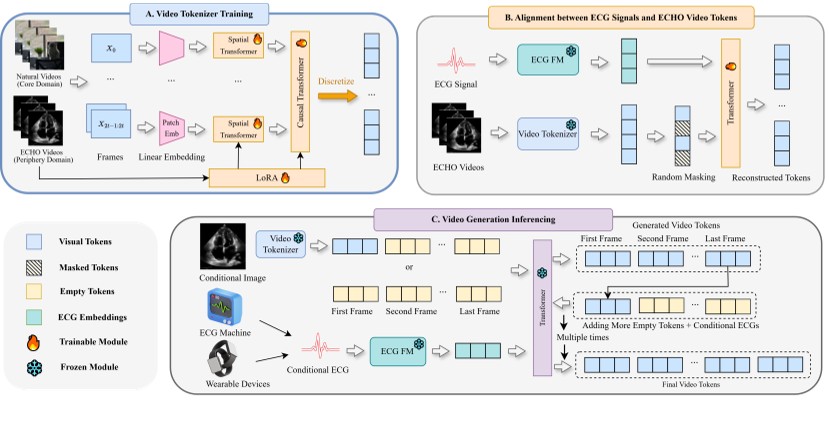 A. Video Tokenizer Training
Natural Videos
(Core Domain)
ECHO Videos
(Periphery Domain)
X₀
...
X₂ₜ₋₁:₂ₜ
Frames
Patch
Emb
...
Linear Embedding
Spatial
Transformer
...
Spatial
Transformer
Causal Transformer
LoRA
Discretize
...
B. Alignment between ECG Signals and ECHO Video Tokens
ECG Signal
ECG FM
ECHO Videos
Video Tokenizer
Random Masking
Transformer
...
Reconstructed Tokens
Visual Tokens
Masked Tokens
Empty Tokens
ECG Embeddings
Trainable Module
Frozen Module
C. Video Generation Inferencing
Conditional Image
Video
Tokenizer
...
or
...
First Frame
Second Frame
Last Frame
ECG Machine
Wearable Devices
Conditional ECG
ECG FM
Transformer
Generated Video Tokens
First Frame
Second Frame
Last Frame
...
...
Adding More Empty Tokens + Conditional ECGs
Multiple times
...
Final Video Tokens